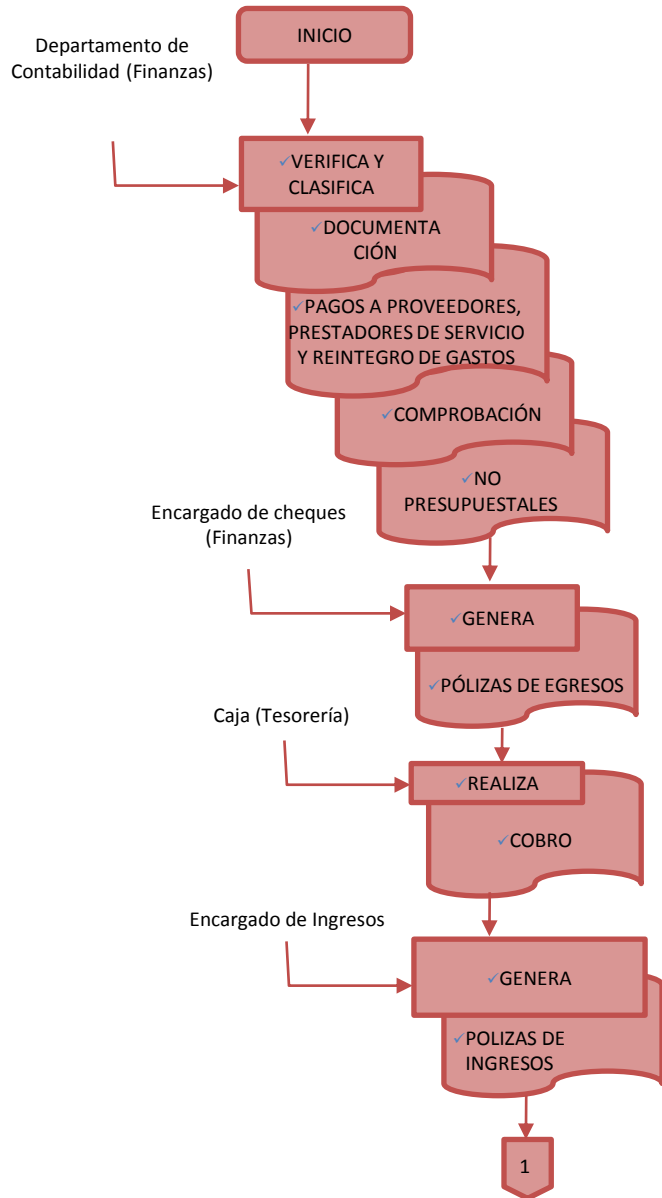 INICIO
Departamento de
Contabilidad (Finanzas)
✓VERIFICA Y
CLASIFICA
✓DOCUMENTA
CIÓN
✓PAGOS A PROVEEDORES,
PRESTADORES DE SERVICIO
Y REINTEGRO DE GASTOS
✓COMPROBACIÓN
✓NO
PRESUPUESTALES
Encargado de cheques
(Finanzas)
✓GENERA
✓PÓLIZAS DE EGRESOS
Caja (Tesorería)
✓REALIZA
✓COBRO
Encargado de Ingresos
✓GENERA
✓POLIZAS DE
INGRESOS
1